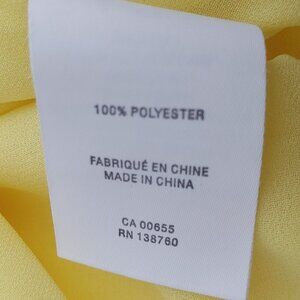 100% POLYESTER
FABRIQUÉ EN CHINE
MADE IN CHINA
CA 00655
RN 138760